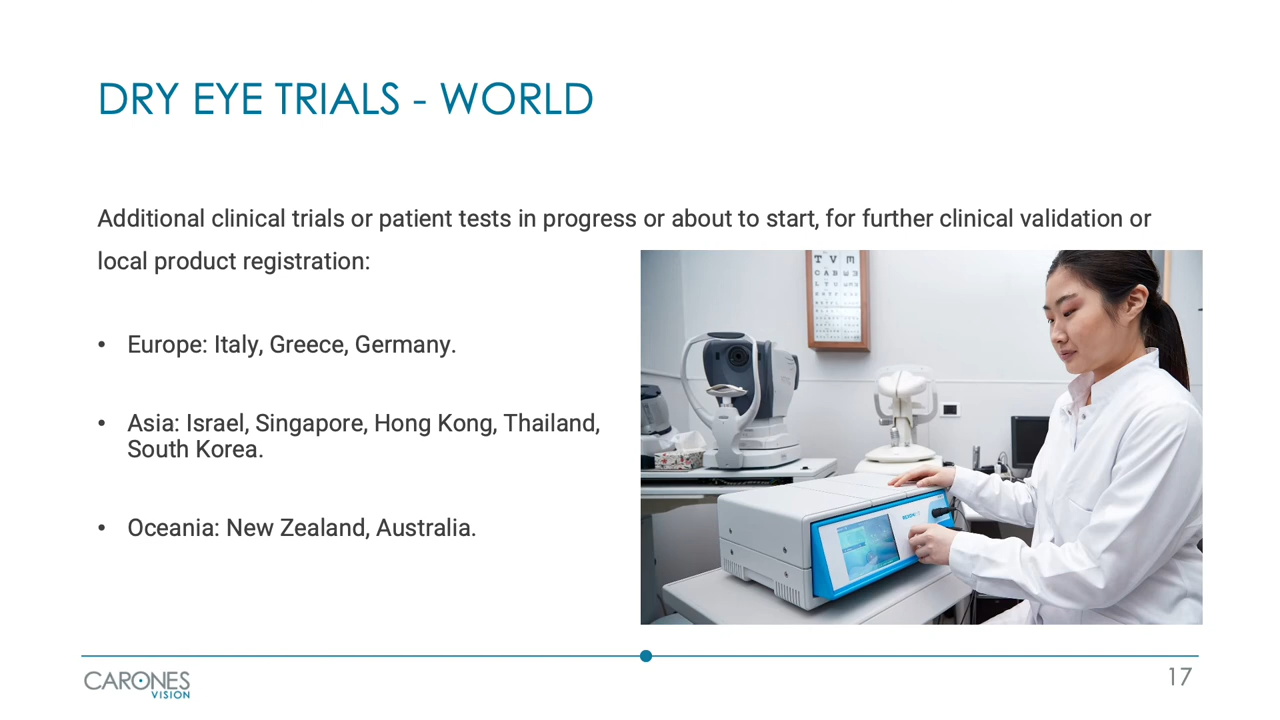 DRY EYE TRIALS - WORLD
Additional clinical trials or patient tests in progress or about to start, for further clinical validation or
local product registration:
• Europe: Italy, Greece, Germany.
• Asia: Israel, Singapore, Hong Kong, Thailand,
South Korea.
• Oceania: New Zealand, Australia.
CARONES
VISION
17